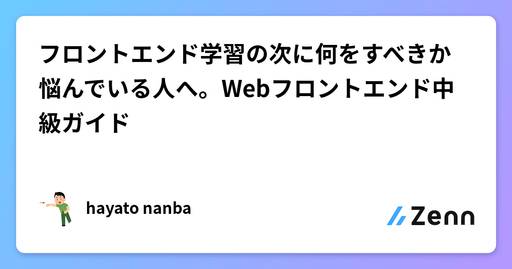 フロントエンド学習の次に何をすべきか
悩んでいる人へ。Webフロントエンド中
級ガイド
hayato nanba
Zenn